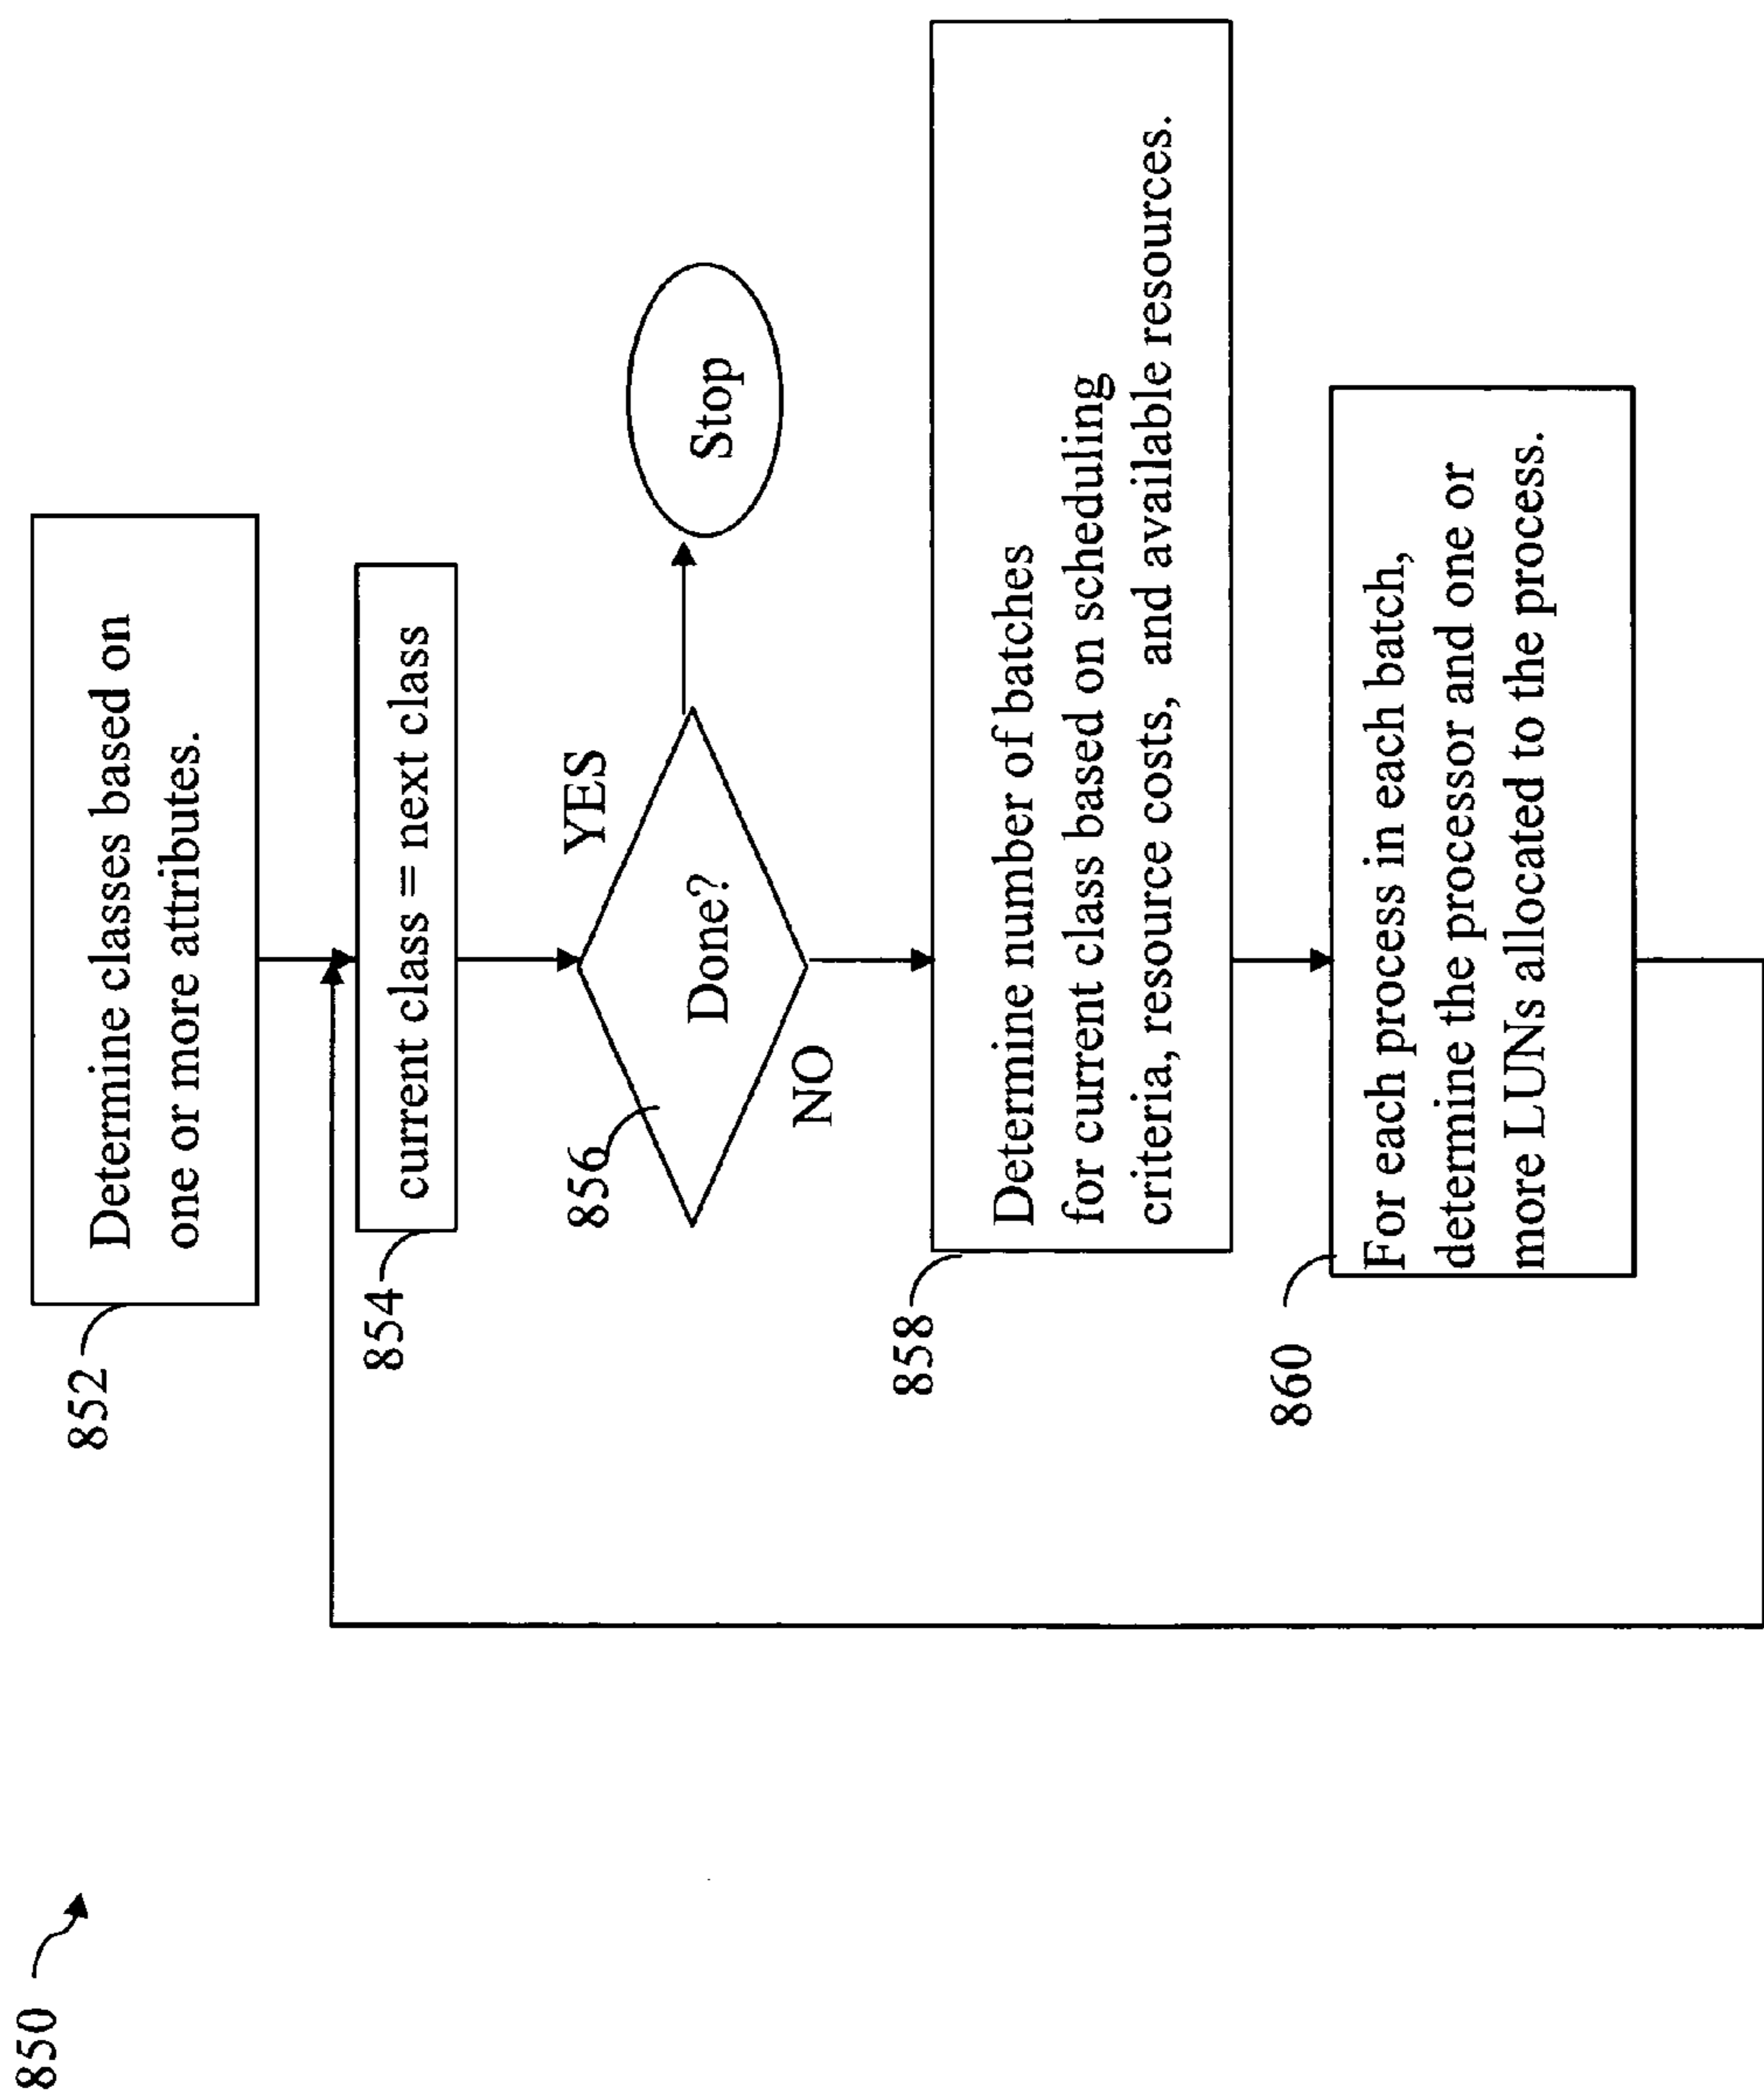 850
852
Determine classes based on
one or more attributes.
854
current class = next class
856
Done?
YES
Stop
NO
858
Determine number of batches
for current class based on scheduling
criteria, resource costs, and available resources.
860
For each process in each batch,
determine the processor and one or
more LUNs allocated to the process.